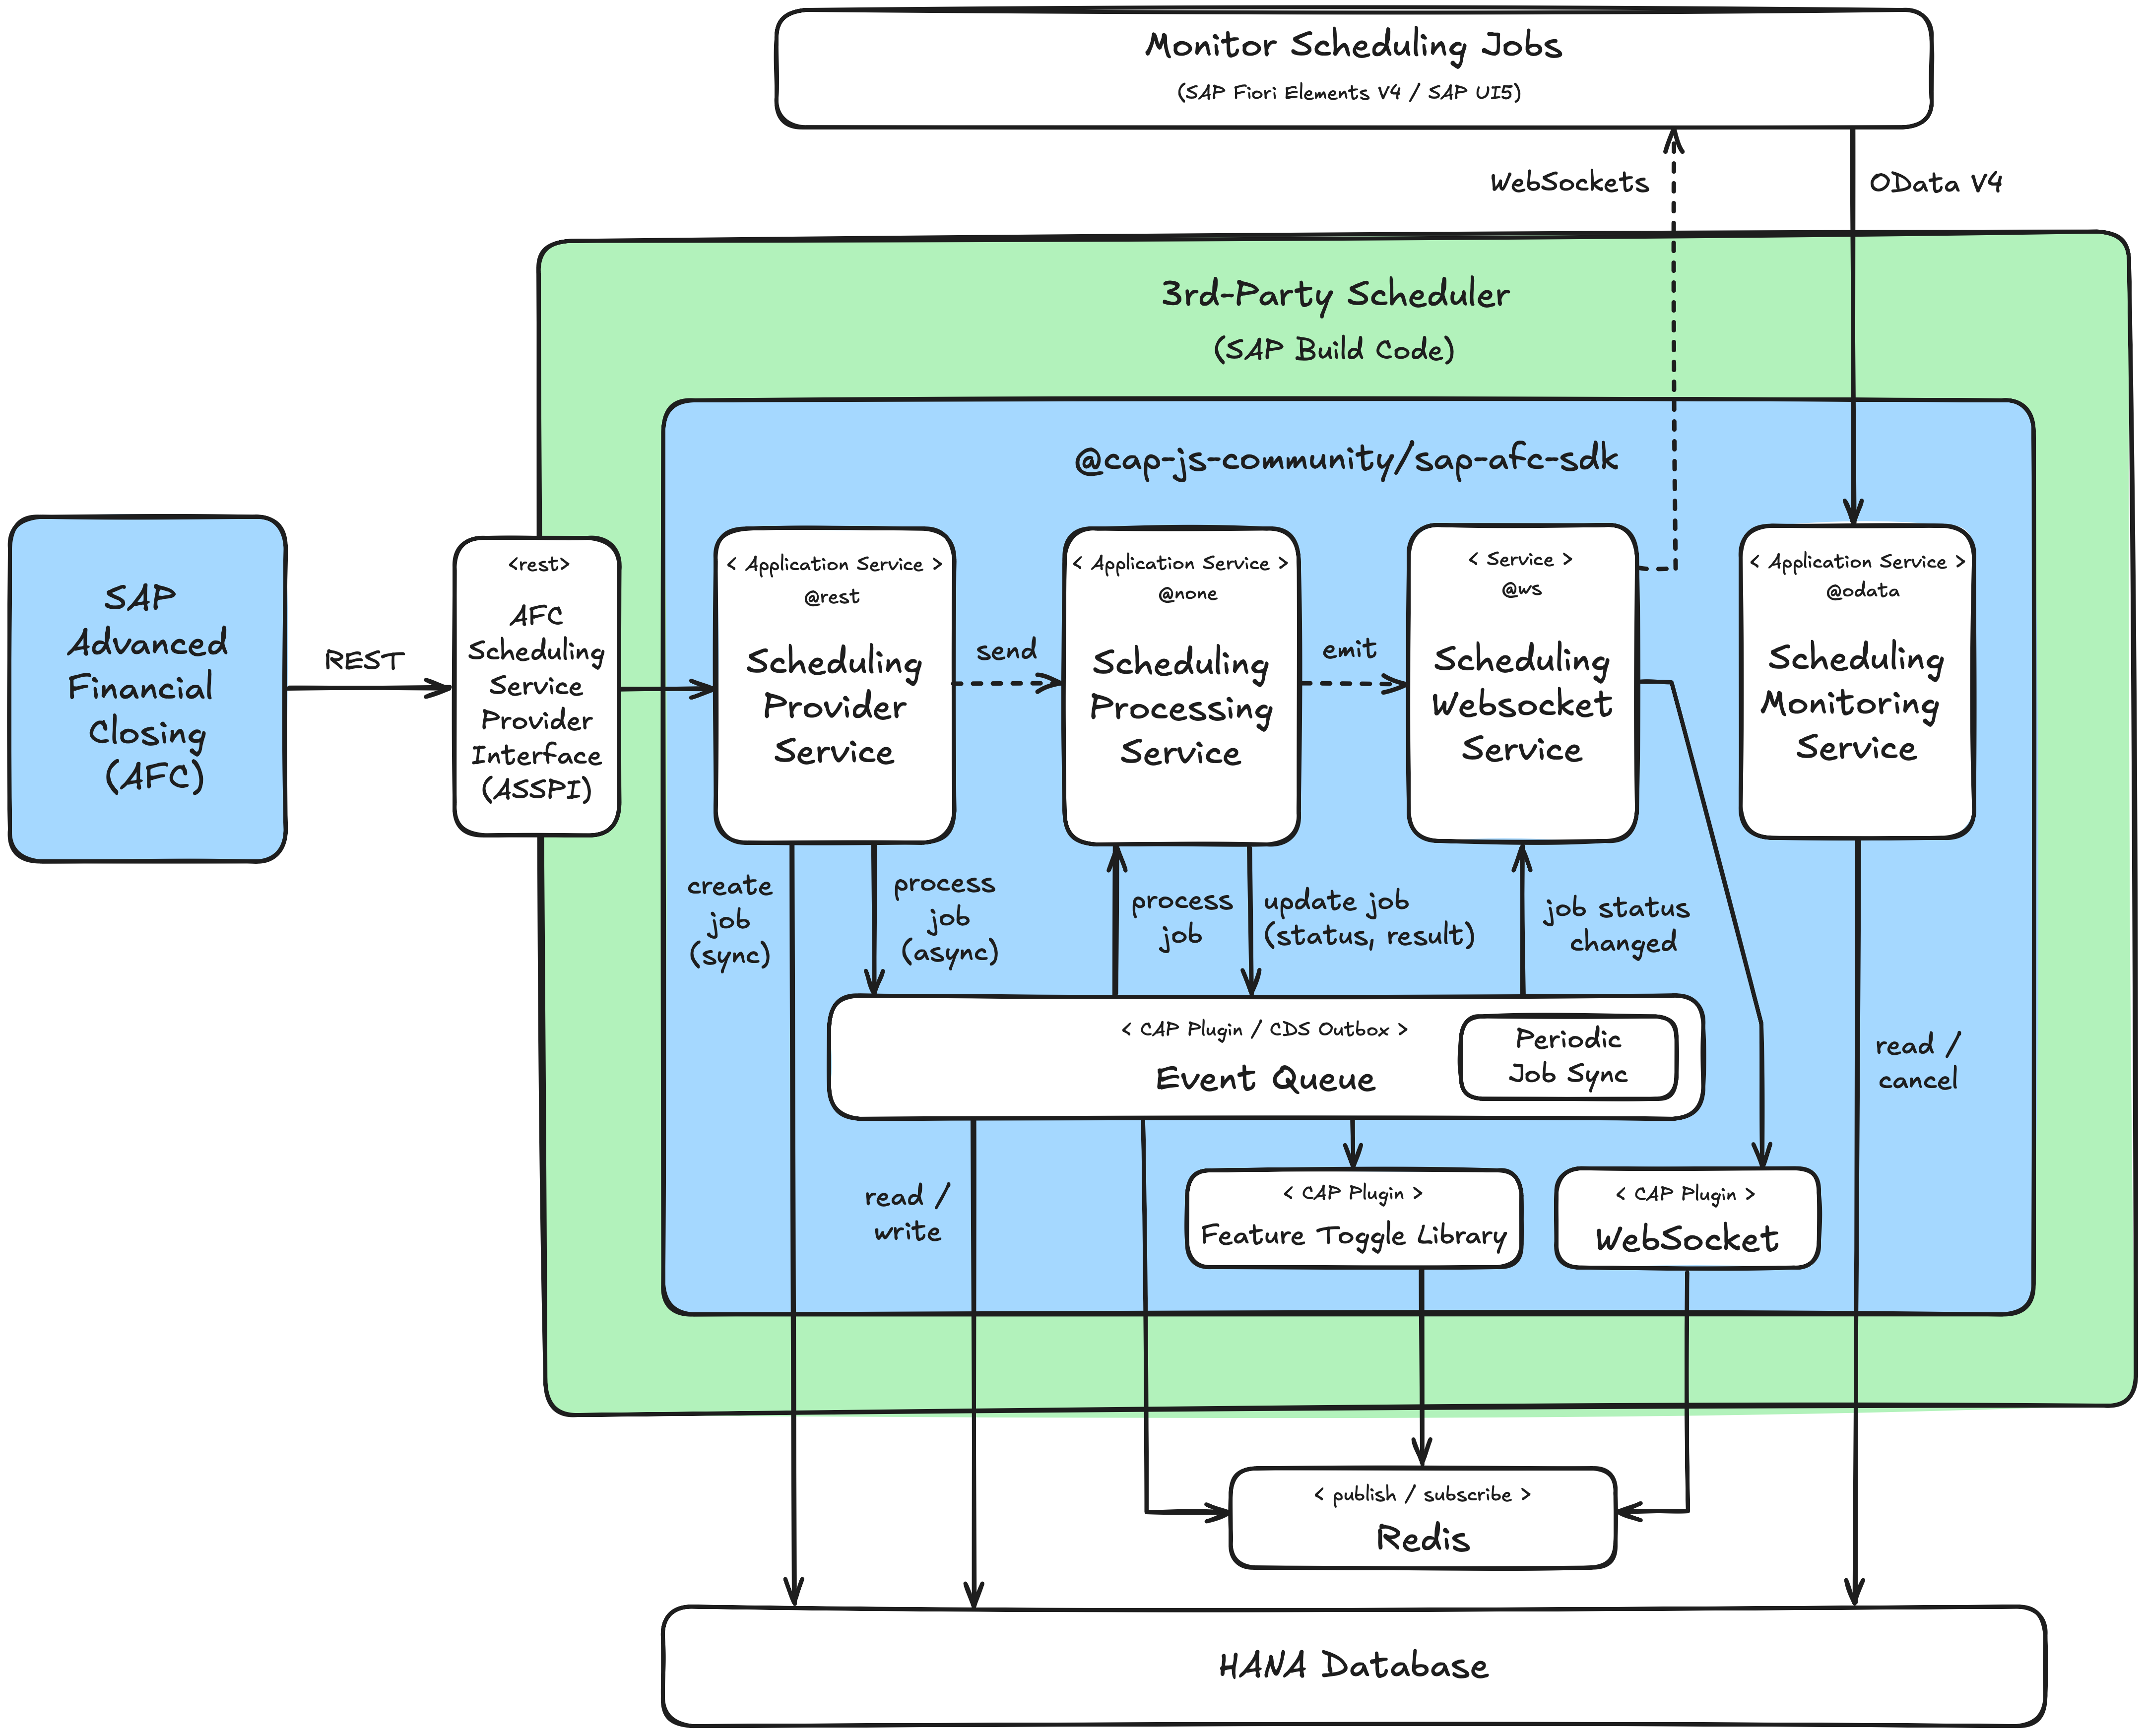 Monitor Scheduling Jobs
(SAP Fiori Elements V4 / SAP UI5)
WebSockets
OData V4
3rd-Party Scheduler
(SAP Build Code)
@cap-js-community/sap-afc-sdk
SAP
Advanced
Financial
Closing
(AFC)
REST
<rest>
AFC
Scheduling
Service
Provider
Interface
(ASSPI)
< Application Service >
@rest
Scheduling
Provider
Service
send
< Application Service >
@none
Scheduling
Processing
Service
emit
< Service >
@ws
Scheduling
Websocket
Service
< Application Service >
@odata
Scheduling
Monitoring
Service
create
job
(sync)
process
job
(async)
process
job
update job
(status, result)
job status
changed
< CAP Plugin / CDS Outbox >
Event Queue
Periodic
Job Sync
read /
cancel
read /
write
< CAP Plugin >
Feature Toggle Library
< CAP Plugin >
WebSocket
< publish / subscribe >
Redis
HANA Database